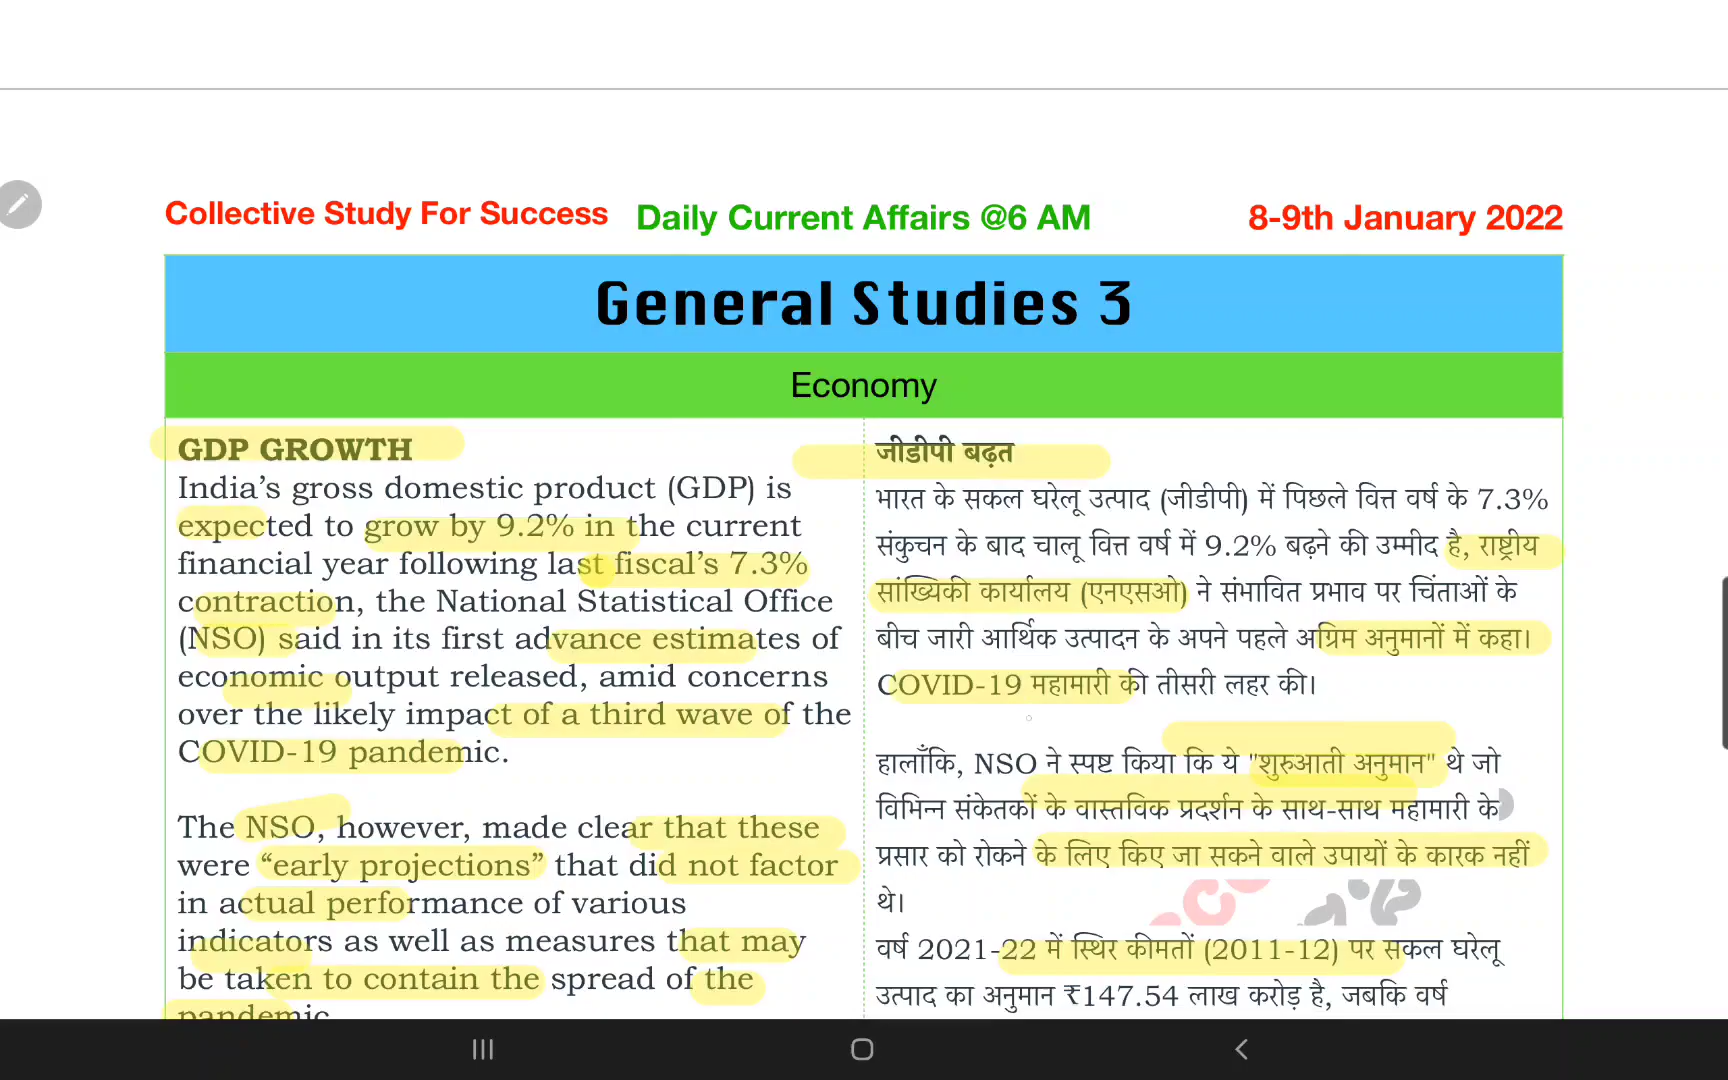 Collective Study For Success Daily Current Affairs @6 AM 8-9th January 2022
General Studies 3
Economy
GDP GROWTH
India's gross domestic product (GDP) is
expected to grow by 9.2% in the current
financial year following last fiscal's 7.3%
contraction, the National Statistical Office
(NSO) said in its first advance estimates of
economic output released, amid concerns
over the likely impact of a third wave of the
COVID-19 pandemic.
The NSO, however, made clear that these
were “early projections” that did not factor
in actual performance of various
indicators as well as measures that may
be taken to contain the spread of the
pandemic
जीडीपी बढ़त
भारत के सकल घरेलू उत्पाद (जीडीपी) में पिछले वित्त वर्ष के 7.3%
संकुचन के बाद चालू वित्त वर्ष में 9.2% बढ़ने की उम्मीद है, राष्ट्रीय
सांख्यिकी कार्यालय (एनएसओ) ने संभावित प्रभाव पर चिंताओं के
बीच जारी आर्थिक उत्पादन के अपने पहले अग्रिम अनुमानों में कहा।
COVID-19 महामारी की तीसरी लहर की।
हालाँकि, NSO ने स्पष्ट किया कि ये "शुरुआती अनुमान" थे जो
विभिन्न संकेतकों के वास्तविक प्रदर्शन के साथ-साथ महामारी के
प्रसार को रोकने के लिए किए जा सकने वाले उपायों के कारक नहीं
थे।
वर्ष 2021-22 में स्थिर कीमतों (2011-12) पर सकल घरेलू
उत्पाद का अनुमान ₹147.54 लाख करोड़ है, जबकि वर्ष